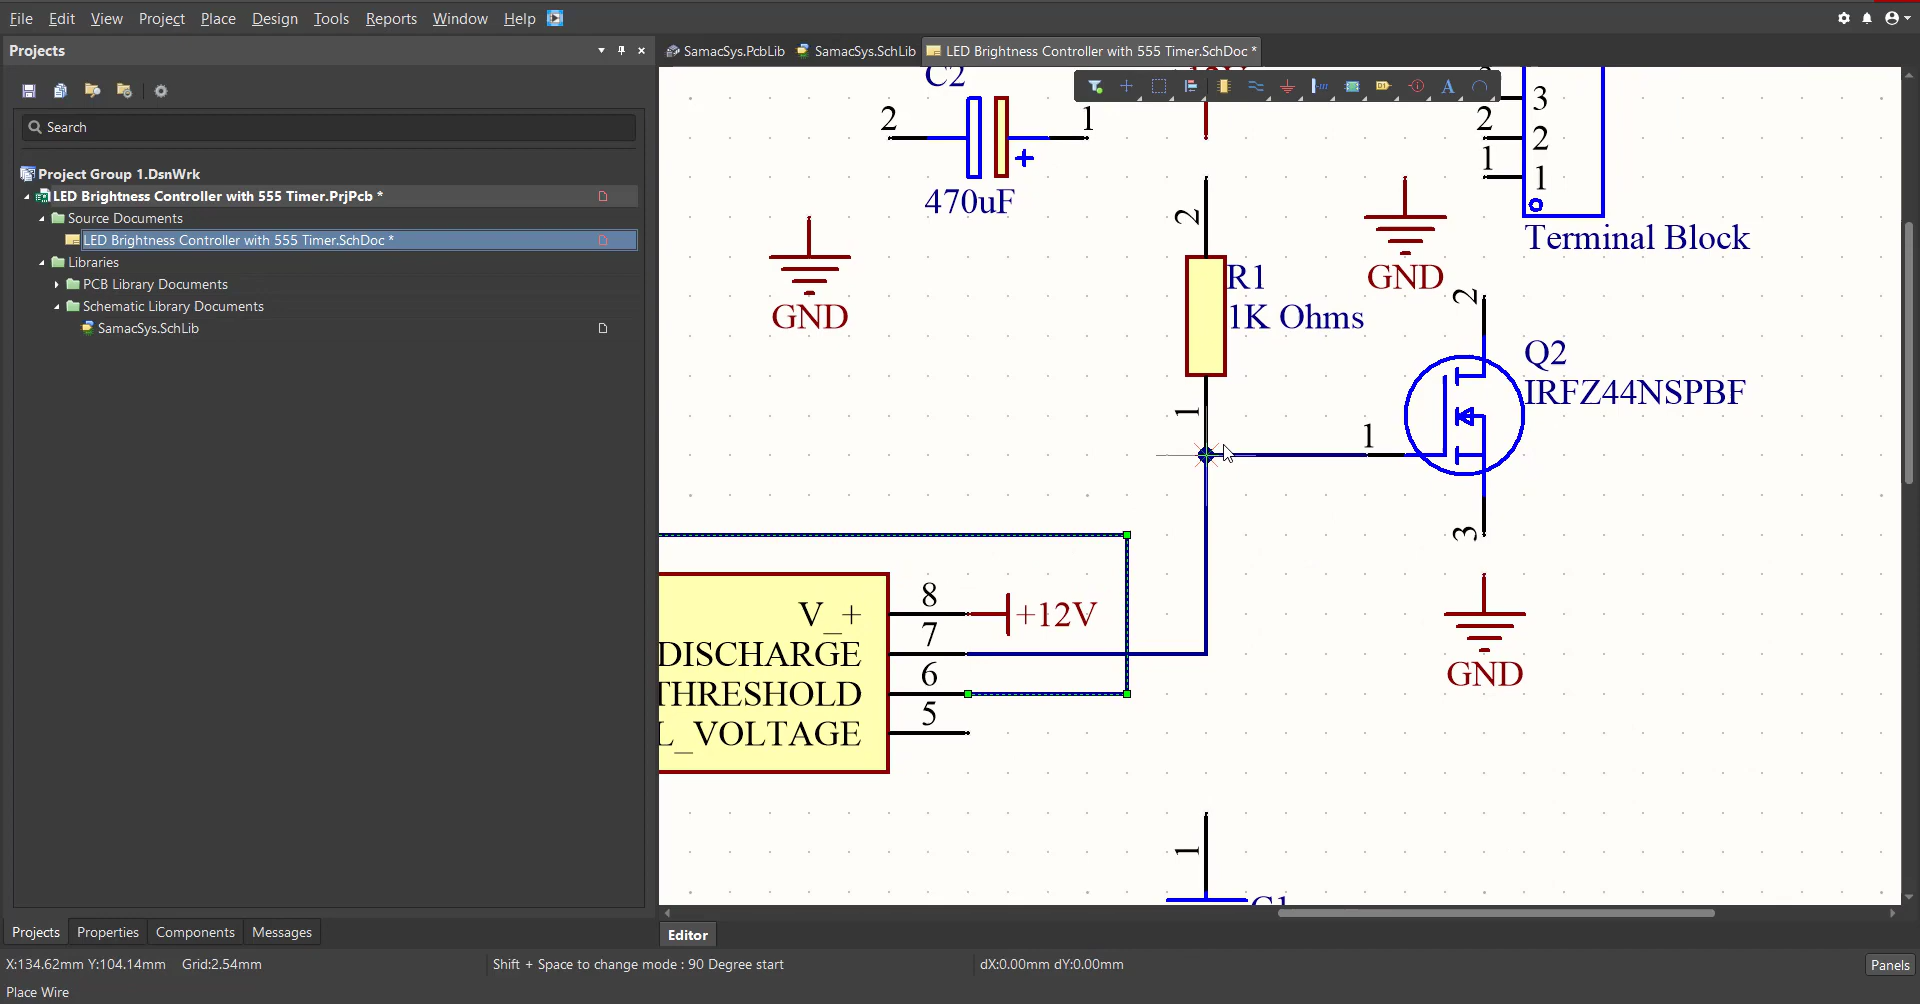 File Edit View Project Place Design Tools Reports Window Help
Projects
SamacSys.PcbLib SamacSys.SchLib LED Brightness Controller with 555 Timer.SchDoc *
Search
Project Group 1.DsnWrk
LED Brightness Controller with 555 Timer.PrjPcb *
Source Documents
LED Brightness Controller with 555 Timer.SchDoc *
Libraries
PCB Library Documents
Schematic Library Documents
SamacSys.SchLib
C2
2 1
470uF
GND
2
R1
1K Ohms
1
GND
3 
2 2
1 1
Terminal Block
2
Q2
IRFZ44NSPBF
1
3
GND
V_+ 8 +12V
DISCHARGE 7
THRESHOLD 6
L_VOLTAGE 5
1
C1
Projects Properties Components Messages
Editor
X:134.62mm Y:104.14mm Grid:2.54mm Shift + Space to change mode : 90 Degree start dX:0.00mm dY:0.00mm Panels
Place Wire